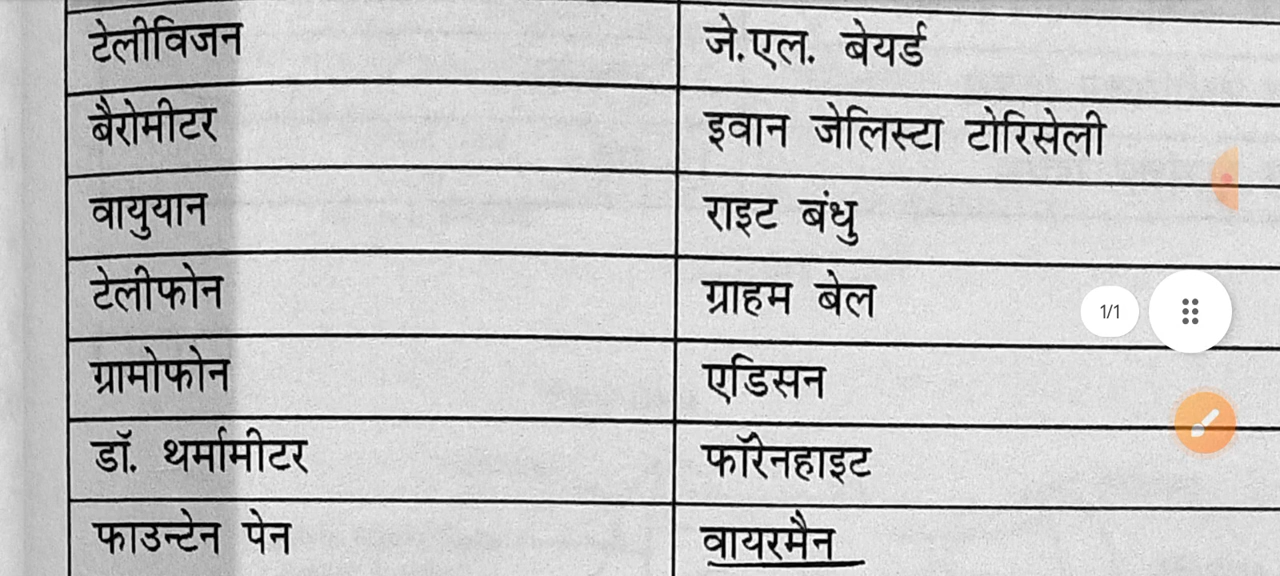 टेलीविजन जे.एल. बेयर्ड
बैरोमीटर इवान जेलिस्टा टोरिसेली
वायुयान राइट बंधु
टेलीफोन ग्राहम बेल
1/1
ग्रामोफोन एडिसन
डॉ. थर्मामीटर फॉरेनहाइट
फाउन्टेन पेन वायरमैन